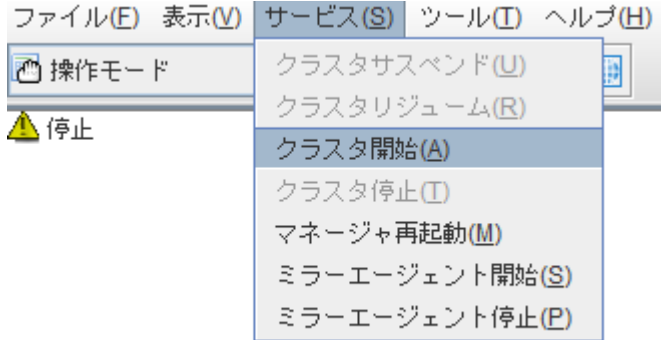 ファイル(F) 表示(V) サービス(S) ツール(T) ヘルプ(H)
操作モード
停止
クラスタサスペンド(U)
クラスタリジューム(R)
クラスタ開始(A)
クラスタ停止(T)
マネージャ再起動(M)
ミラーエージェント開始(S)
ミラーエージェント停止(P)